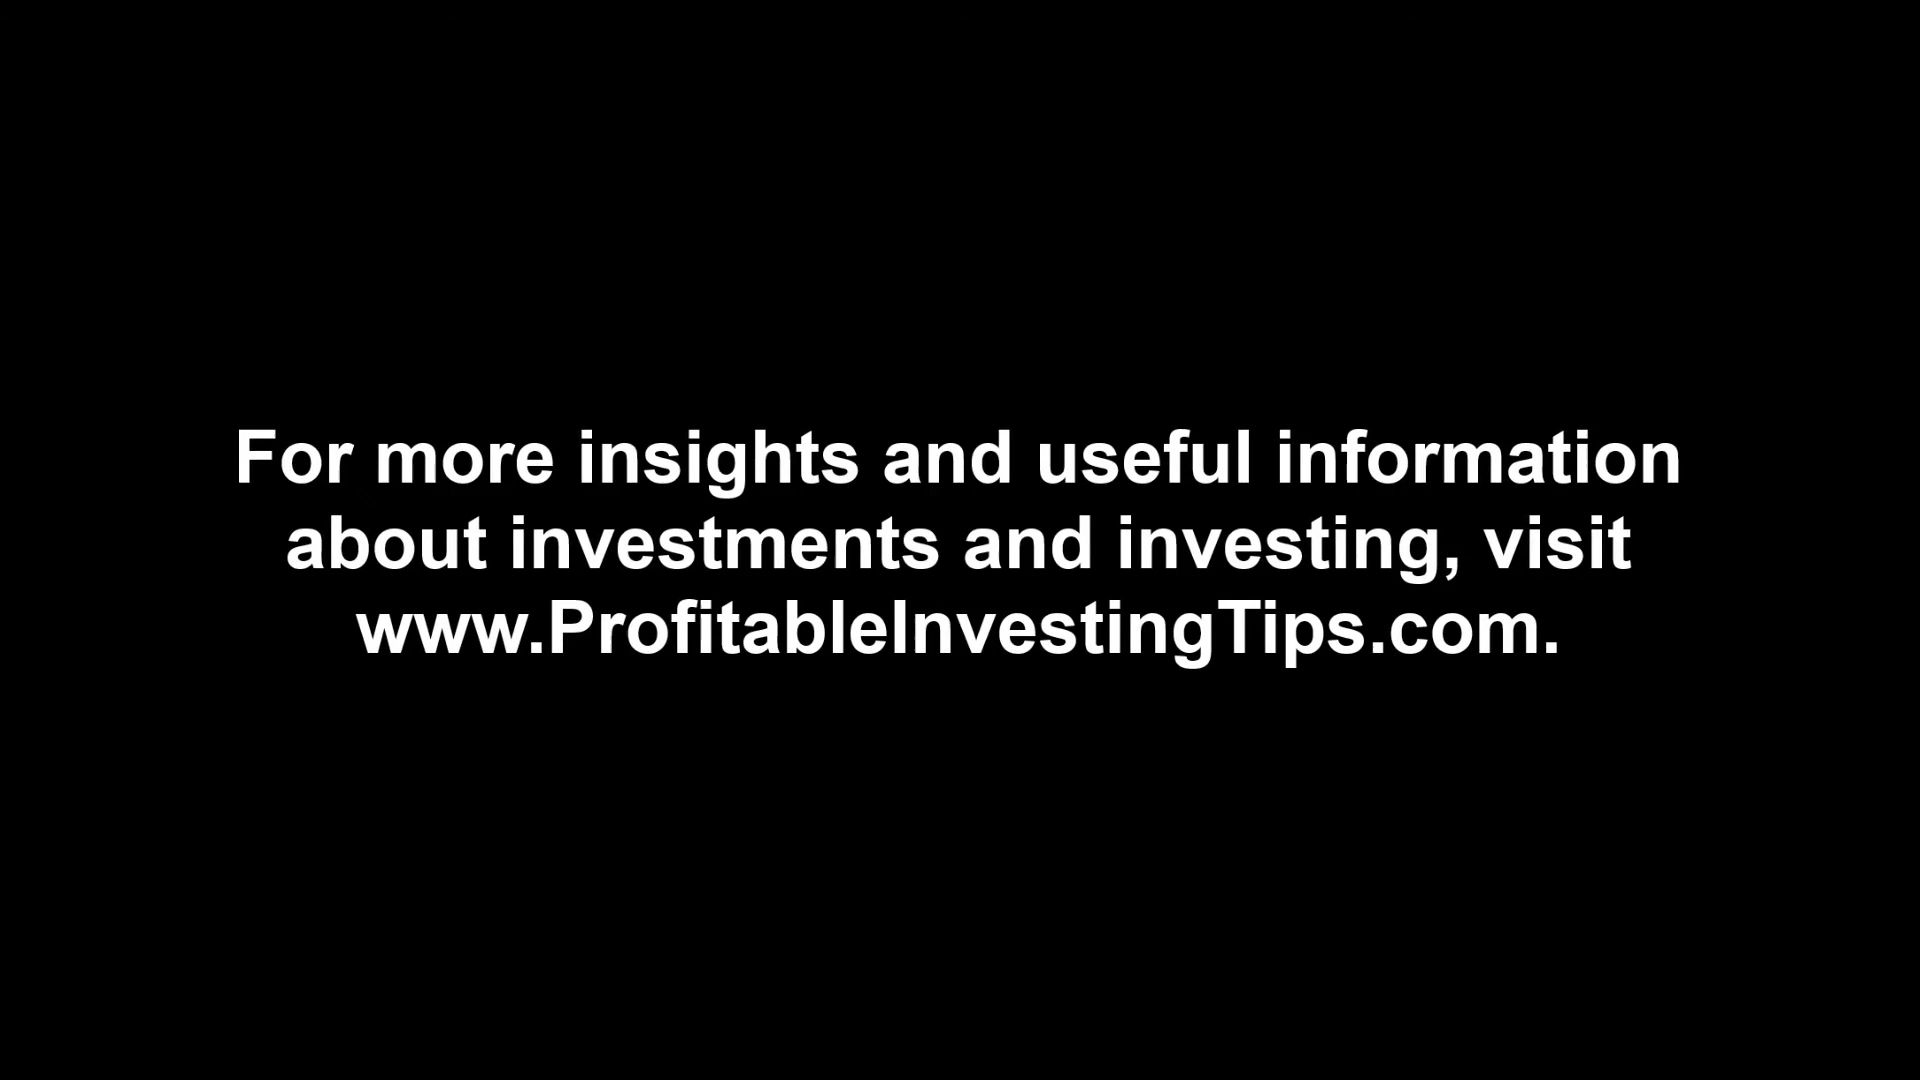 For more insights and useful information
about investments and investing, visit
www.ProfitableInvestingTips.com.